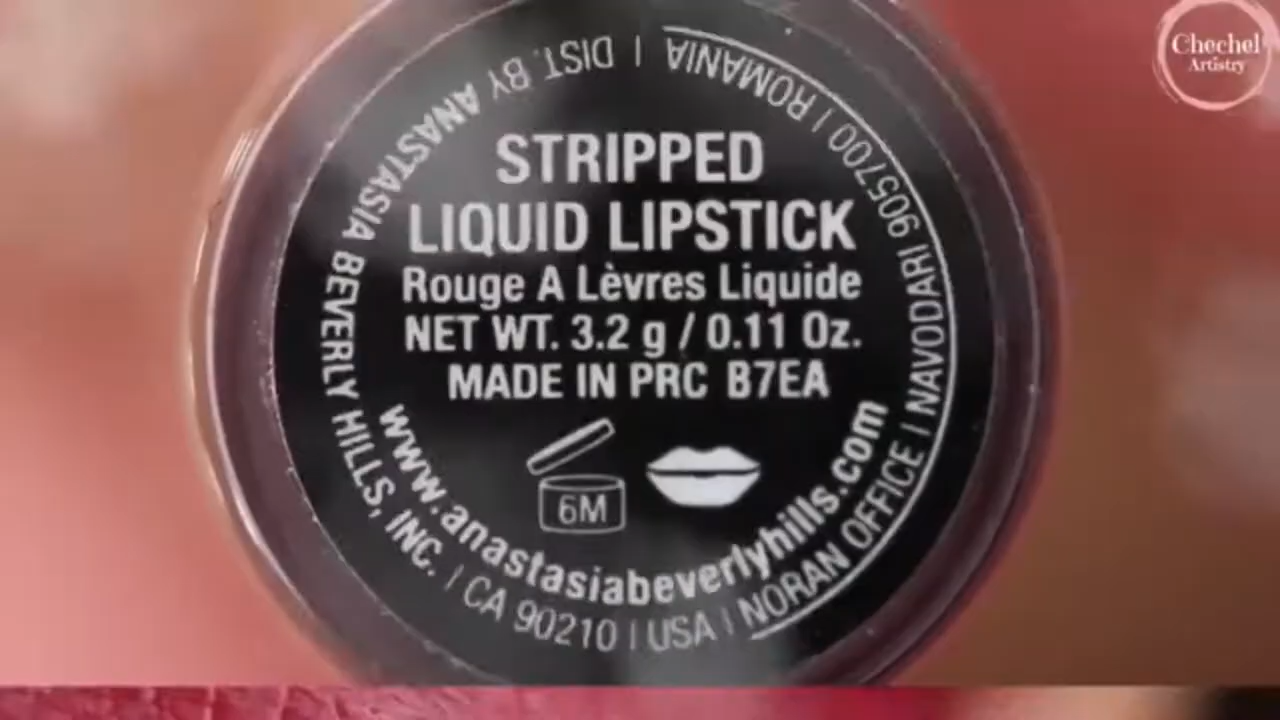 Chechel
Artistry
STRIPPED
LIQUID LIPSTICK
Rouge A Lèvres Liquide
NET WT. 3.2 g / 0.11 Oz.
MADE IN PRC B7EA
6M
www.anastasiabeverlyhills.com
DIST. BY ANASTASIA BEVERLY HILLS, INC. | CA 90210 | USA | NORAN OFFICE | NAVODARI 905700 | ROMANIA